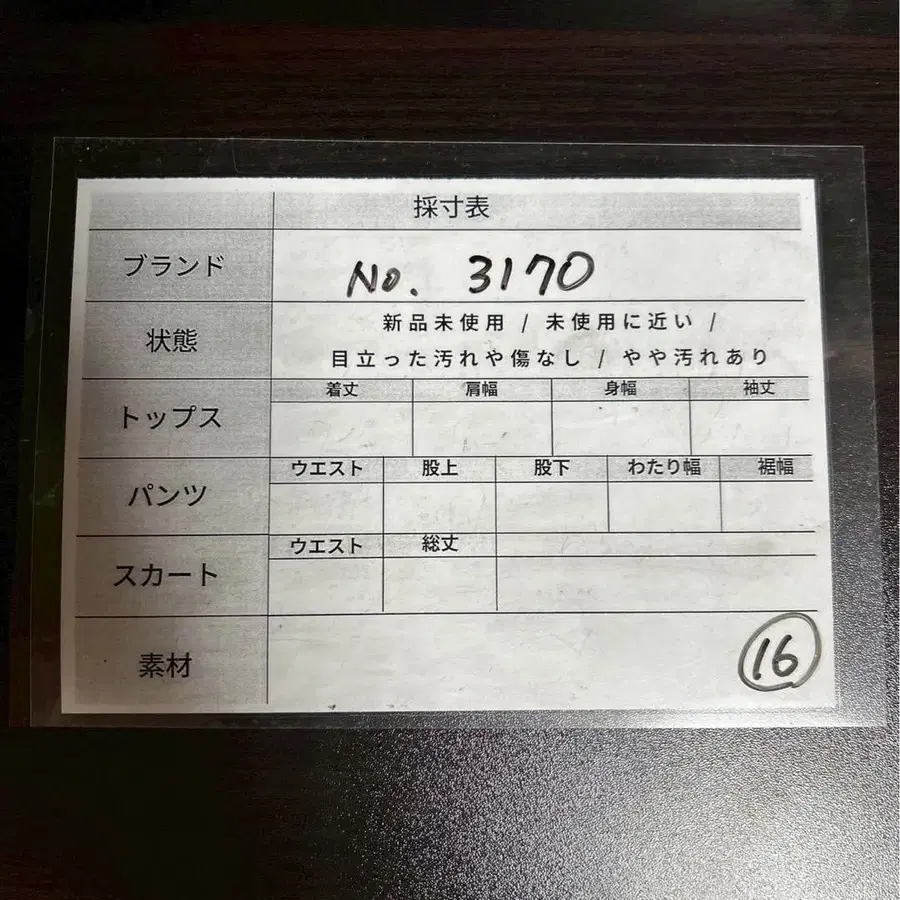 採寸表
ブランド No. 3170
状態 新品未使用 / 未使用に近い /
目立った汚れや傷なし / やや汚れあり
トップス 着丈 肩幅 身幅 袖丈
パンツ ウエスト 股上 股下 わたり幅 裾幅
スカート ウエスト 総丈
素材 16